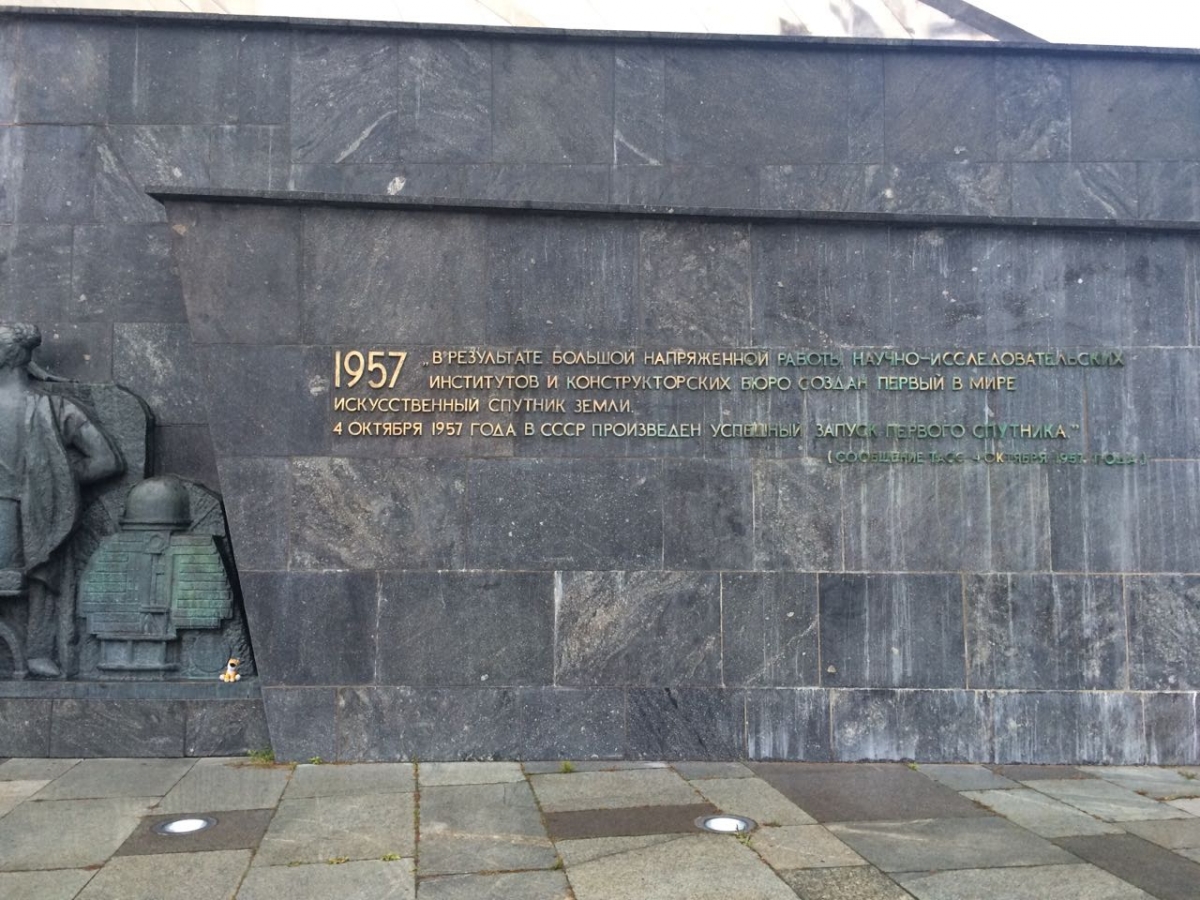 1957 „В РЕЗУЛЬТАТЕ БОЛЬШОЙ НАПРЯЖЕННОЙ РАБОТЫ НАУЧНО-ИССЛЕДОВАТЕЛЬСКИХ
ИНСТИТУТОВ И КОНСТРУКТОРСКИХ БЮРО СОЗДАН ПЕРВЫЙ В МИРЕ
ИСКУССТВЕННЫЙ СПУТНИК ЗЕМЛИ.
4 ОКТЯБРЯ 1957 ГОДА В СССР ПРОИЗВЕДЕН УСПЕШНЫЙ ЗАПУСК ПЕРВОГО СПУТНИКА."
(СООБЩЕНИЕ ТАСС 4 ОКТЯБРЯ 1957 ГОДА)